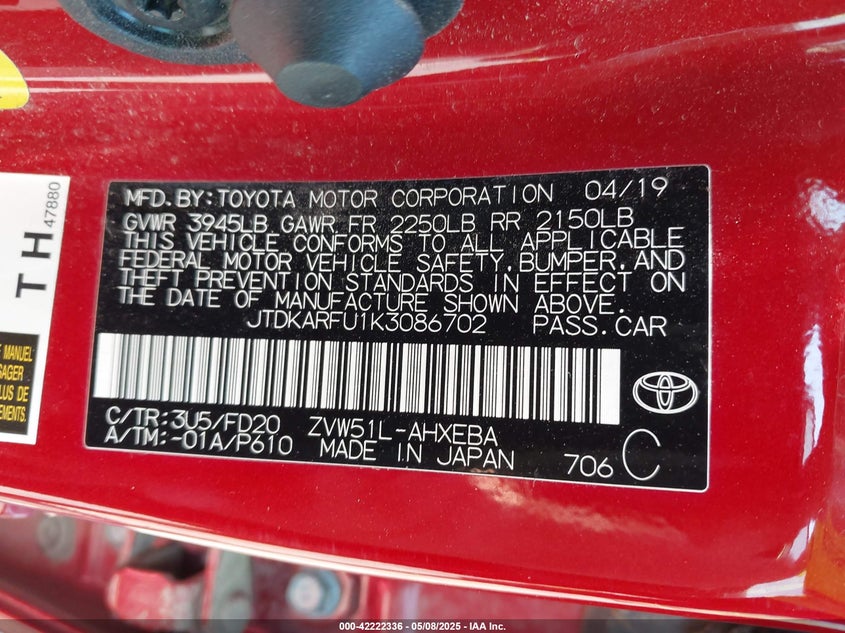 MFD.BY:TOYOTA MOTOR CORPORATION 04/19
GVWR 3945LB GAWR FR 2250LB RR 2150LB
THIS VEHICLE CONFORMS TO ALL APPLICABLE
FEDERAL MOTOR VEHICLE SAFETY,BUMPER,AND
THEFT PREVENTION STANDARDS IN EFFECT ON
THE DATE OF MANUFACTURE SHOWN ABOVE.
JTDKARFU1K3086702 PASS.CAR
C/TR:3U5/FD20 ZVW51L-AHXEBA
A/TM:-01A/P610 MADE IN JAPAN 706 C
TH
47880
E MANUEL
SAGER
PLUS DE
EMENTS.
000-42222336 - 05/08/2025 - IAA Inc.